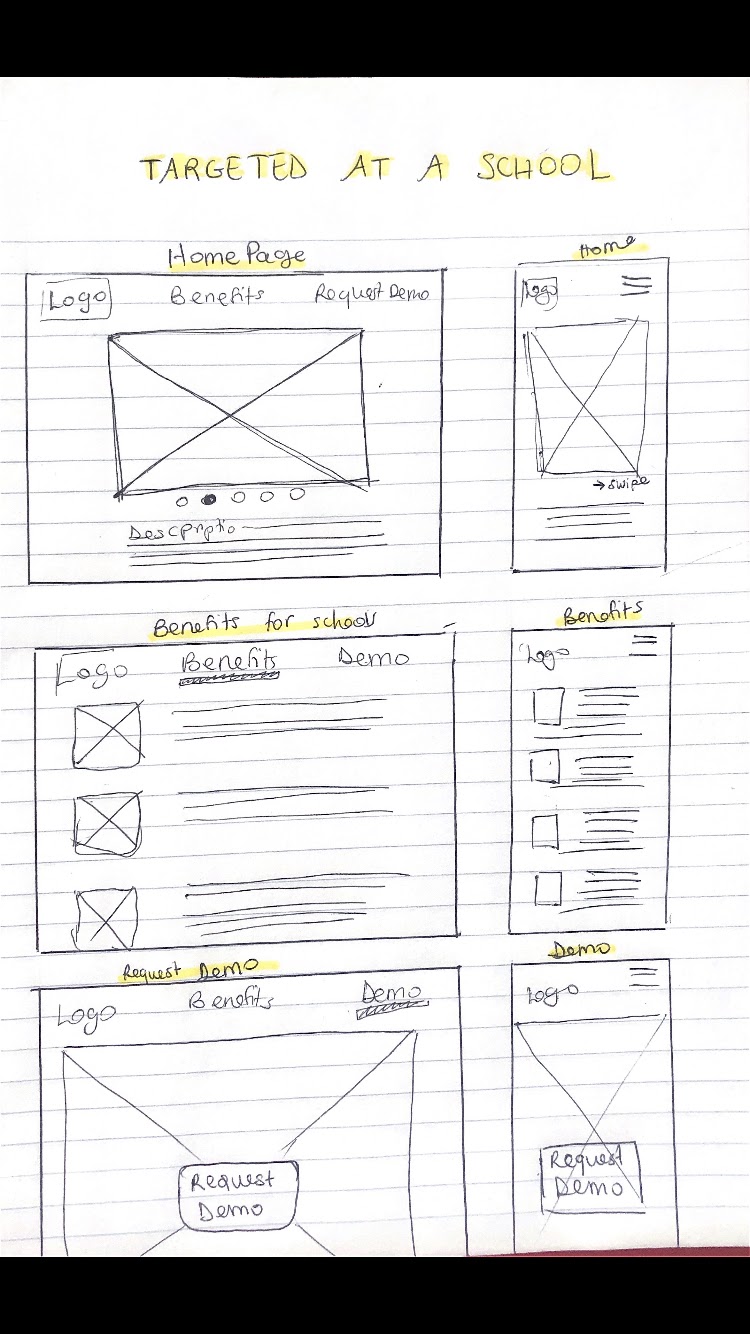 TARGETED AT A SCHOOL
Home Page
Logo Benefits Request Demo
Descpriptio
Home
Logo
→ swipe
Benefits for schools
Logo Benefits Demo
Benefits
Logo
Request Demo
Logo Benefits Demo
Request
Demo
Demo
Logo
Request
Demo